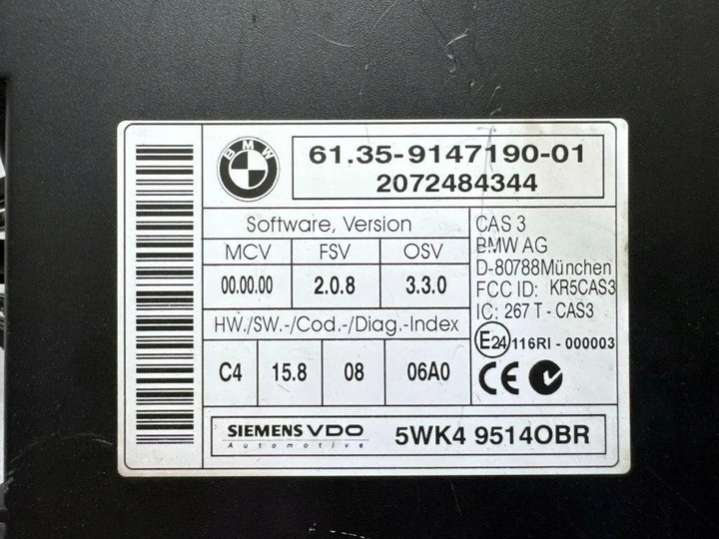 BMW
61.35-9147190-01
2072484344
Software, Version
MCV FSV OSV
00.00.00 2.0.8 3.3.0
HW./SW.-/Cod.-/Diag.-Index
C4 15.8 08 06A0
CAS 3
BMW AG
D-80788München
FCC ID: KR5CAS3
IC: 267 T - CAS3
E24 116RI - 000003
CE
SIEMENS VDO
Automotive
5WK4 9514OBR